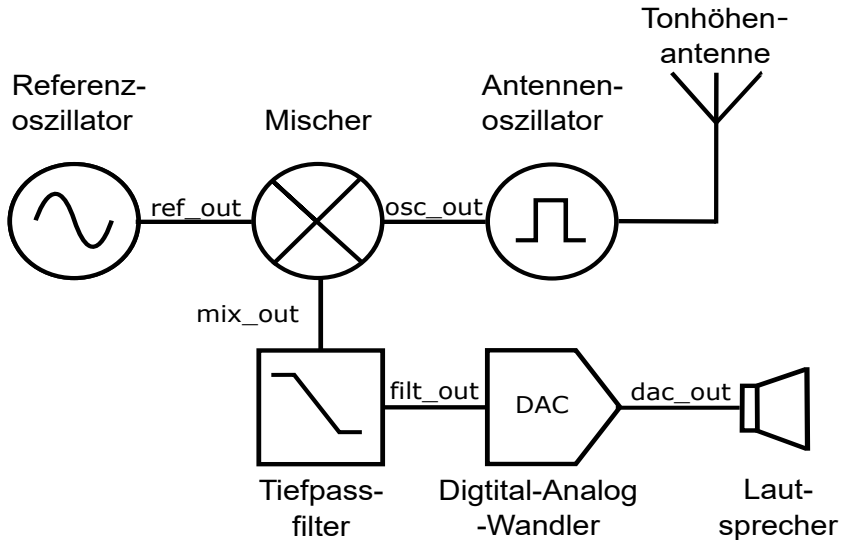 Tonhöhen-
antenne
Referenz-
oszillator
Mischer
Antennen-
oszillator
ref_out
osc_out
mix_out
filt_out
DAC
dac_out
Tiefpass-
filter
Digtital-Analog
-Wandler
Laut-
sprecher